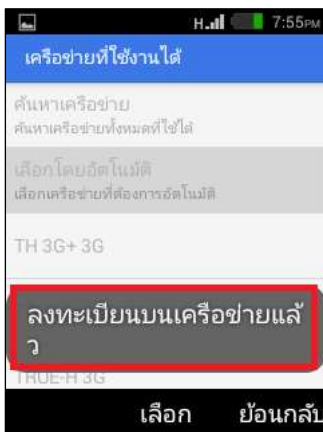 H 7:55PM
เครือข่ายที่ใช้งานได้
ค้นหาเครือข่าย
ค้นหาเครือข่ายทั้งหมดที่ใช้ได้
เลือกโดยอัตโนมัติ
เลือกเครือข่ายที่ต้องการอัตโนมัติ
TH 3G+ 3G
ลงทะเบียนบนเครือข่ายแล้
ว
TRUE-H 3G
เลือก ย้อนกลับ